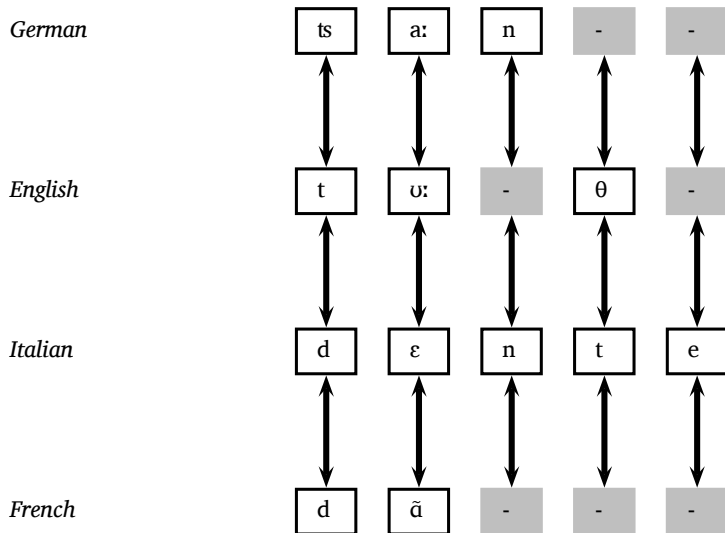 German ts aː n - -
English t ʊː - θ -
Italian d ɛ n t e
French d ɑ̃ - - -